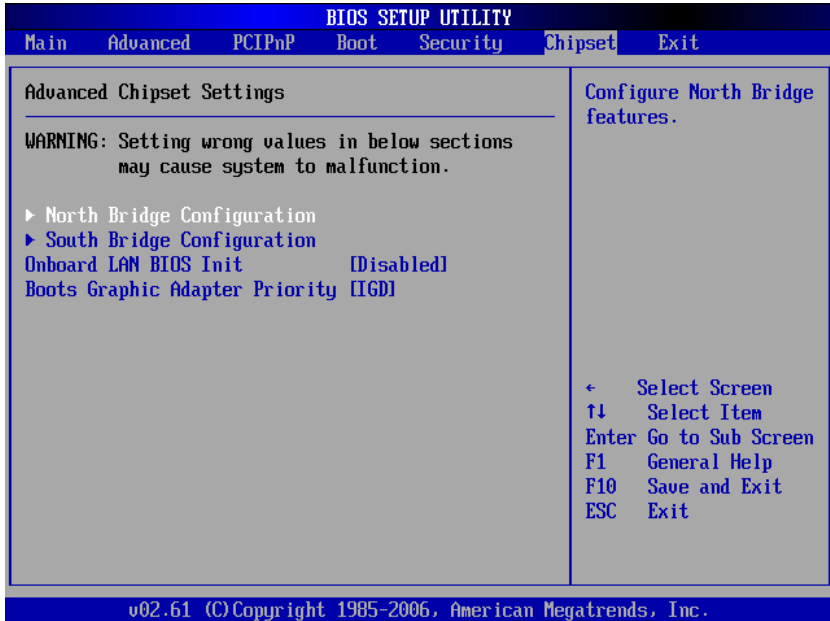 BIOS SETUP UTILITY
Main Advanced PCIPnP Boot Security Chipset Exit
Advanced Chipset Settings
WARNING: Setting wrong values in below sections
may cause system to malfunction.
▶ North Bridge Configuration
▶ South Bridge Configuration
Onboard LAN BIOS Init [Disabled]
Boots Graphic Adapter Priority [IGD]
Configure North Bridge
features.
← Select Screen
↑↓ Select Item
Enter Go to Sub Screen
F1 General Help
F10 Save and Exit
ESC Exit
v02.61 (C)Copyright 1985-2006, American Megatrends, Inc.